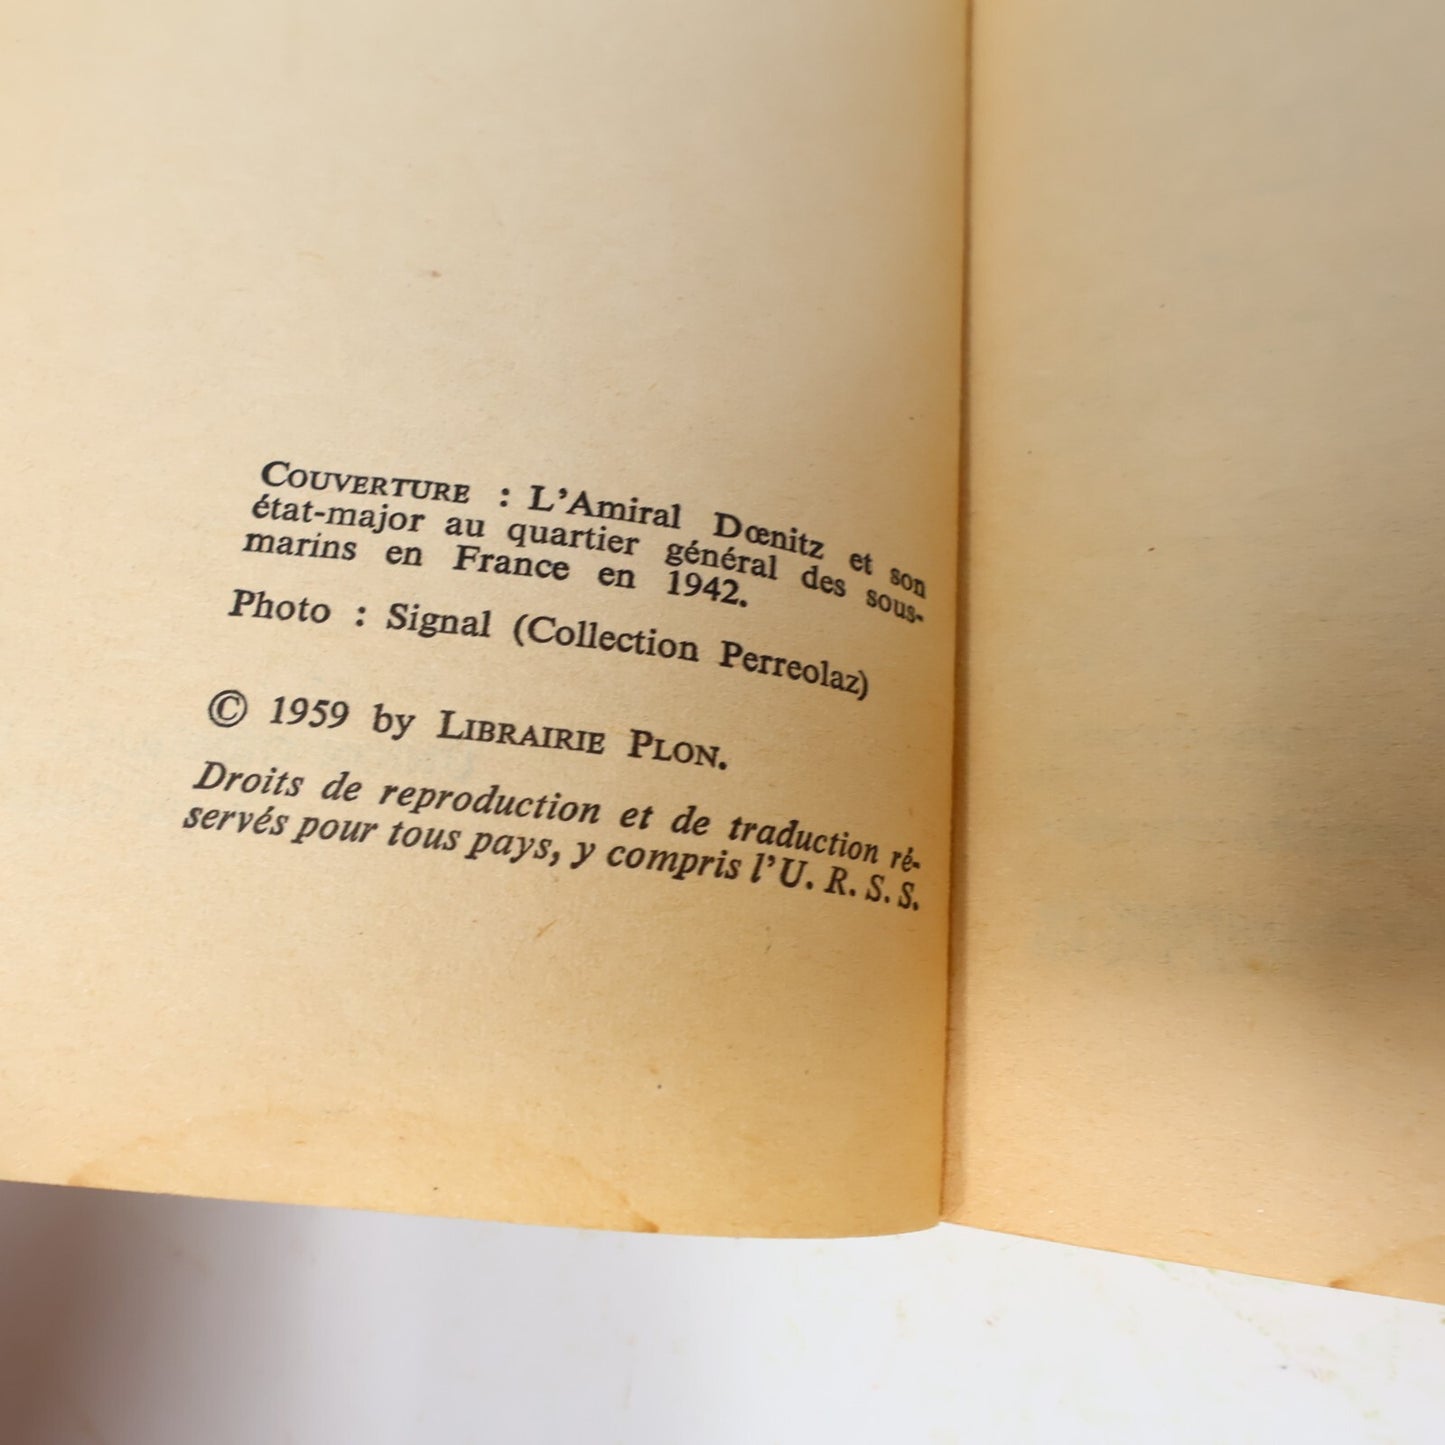 COUVERTURE : L'Amiral Dœnitz et son
état-major au quartier général des sous-
marins en France en 1942.
Photo : Signal (Collection Perreolaz)
© 1959 by LIBRAIRIE PLON.
Droits de reproduction et de traduction ré-
servés pour tous pays, y compris l'U. R. S. S.